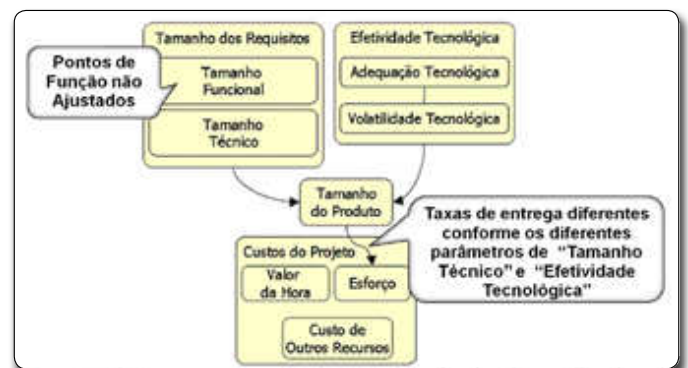 Tamanho dos Requisitos
Pontos de
Função não
Ajustados
Tamanho
Funcional
Tamanho
Técnico
Efetividade Tecnológica
Adequação Tecnológica
Volatilidade Tecnológica
Tamanho
do Produto
Taxas de entrega diferentes
conforme os diferentes
parâmetros de “Tamanho
Técnico” e “Efetividade
Tecnológica”
Custos do Projeto
Valor
da Hora
Esforço
Custo de
Outros Recursos